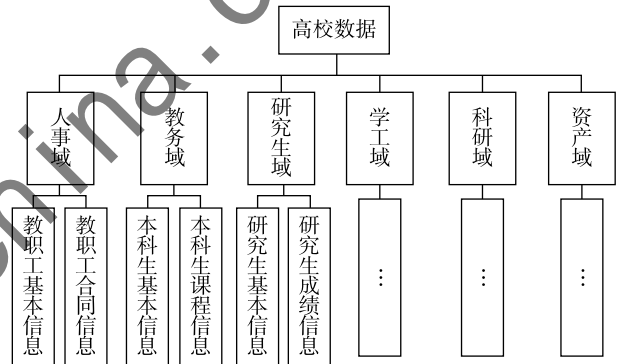 高校数据
人事域
教务域
研究生域
学工域
科研域
资产域
教职工基本信息
教职工合同信息
本科生基本信息
本科生课程信息
研究生基本信息
研究生成绩信息
⋮
⋮
⋮
china.c